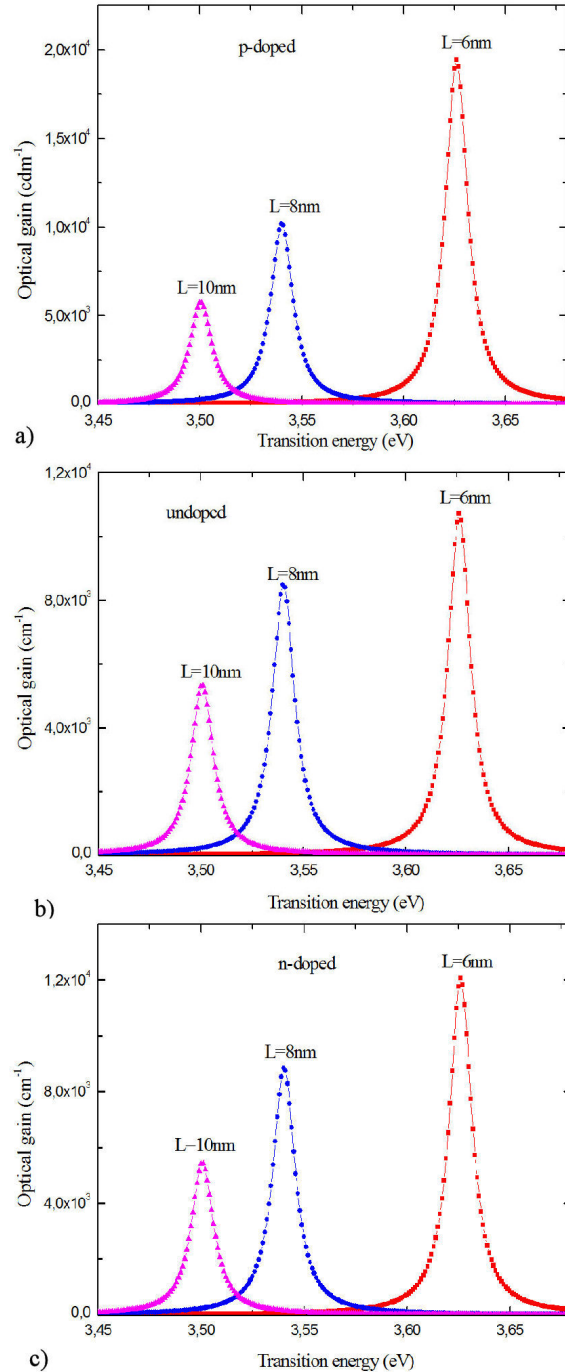 p-doped
L=6nm
L=8nm
L=10nm
Optical gain (cdm-1)
2,0x10⁴
1,5x10⁴
1,0x10⁴
5,0x10³
0,0
3,45 3,50 3,55 3,60 3,65
Transition energy (eV)
a)
1,2x10⁴
undoped
L=6nm
L=8nm
L=10nm
Optical gain (cm-1)
8,0x10³
4,0x10³
0,0
3,45 3,50 3,55 3,60 3,65
Transition energy (eV)
b)
n-doped
L=6nm
L=8nm
L=10nm
Optical gain (cm-1)
1,2x10⁴
8,0x10³
4,0x10³
0,0
3,45 3,50 3,55 3,60 3,65
Transition energy (eV)
c)